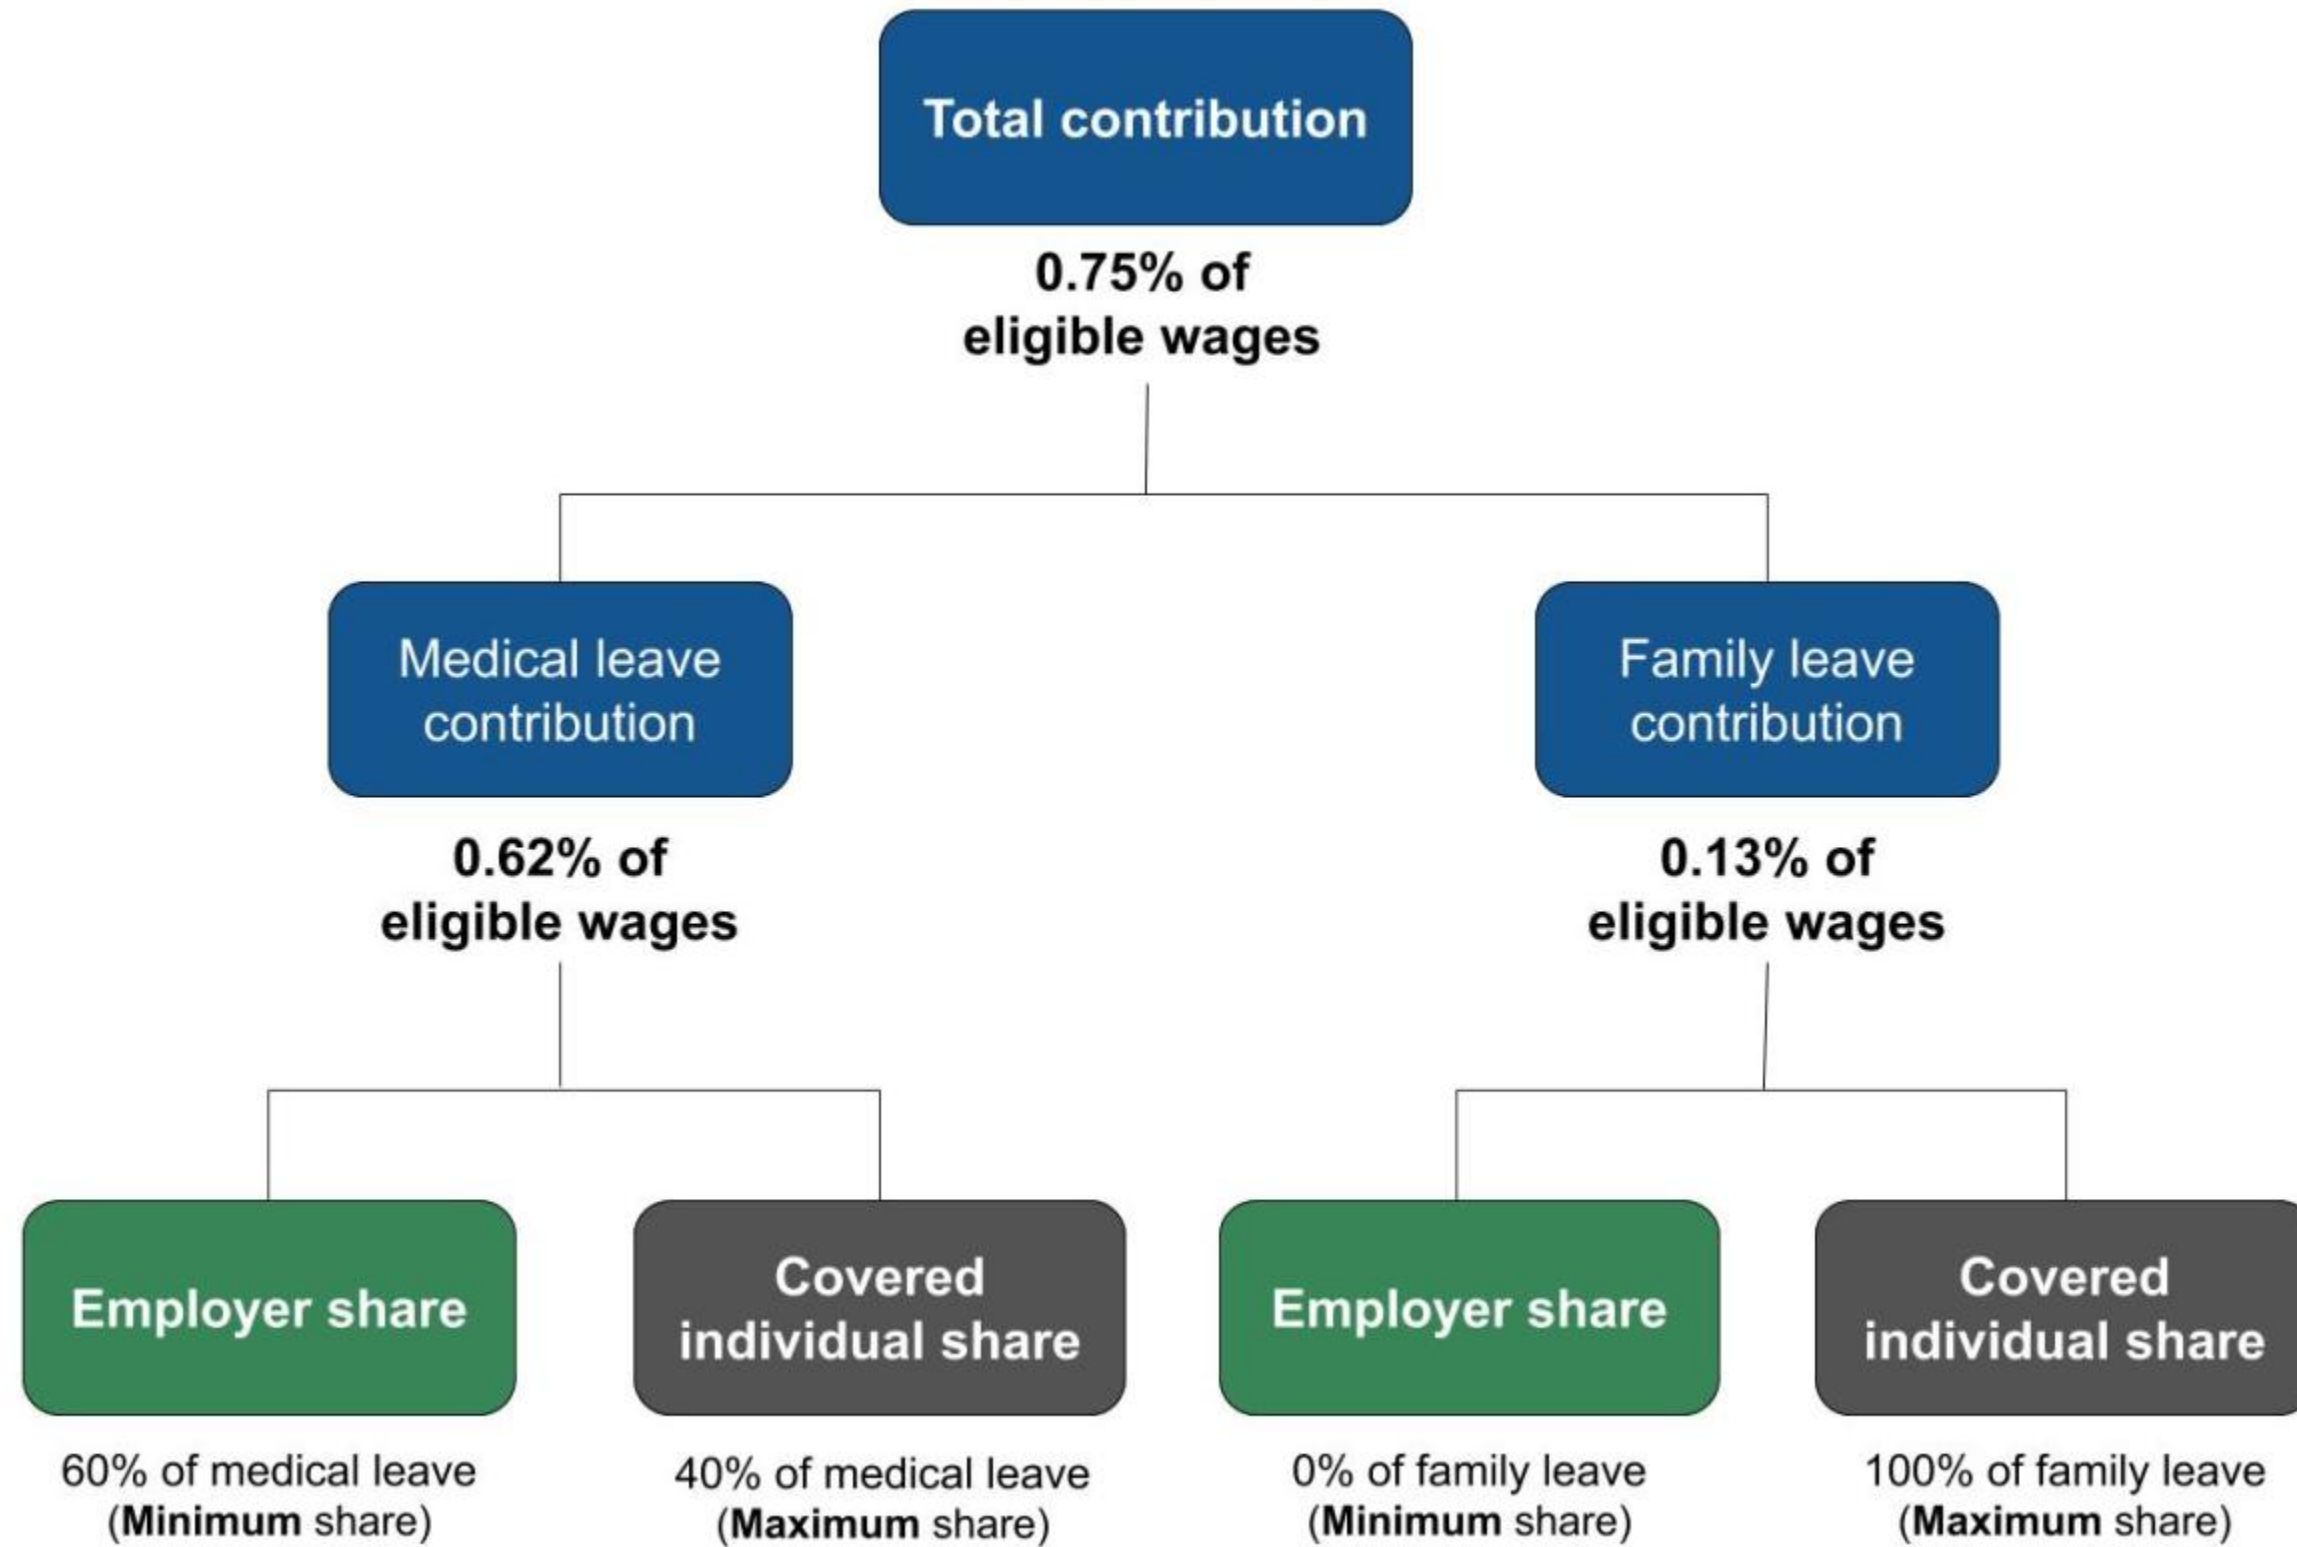 Total contribution
0.75% of
eligible wages
Medical leave
contribution
0.62% of
eligible wages
Family leave
contribution
0.13% of
eligible wages
Employer share
60% of medical leave
(Minimum share)
Covered
individual share
40% of medical leave
(Maximum share)
Employer share
0% of family leave
(Minimum share)
Covered
individual share
100% of family leave
(Maximum share)